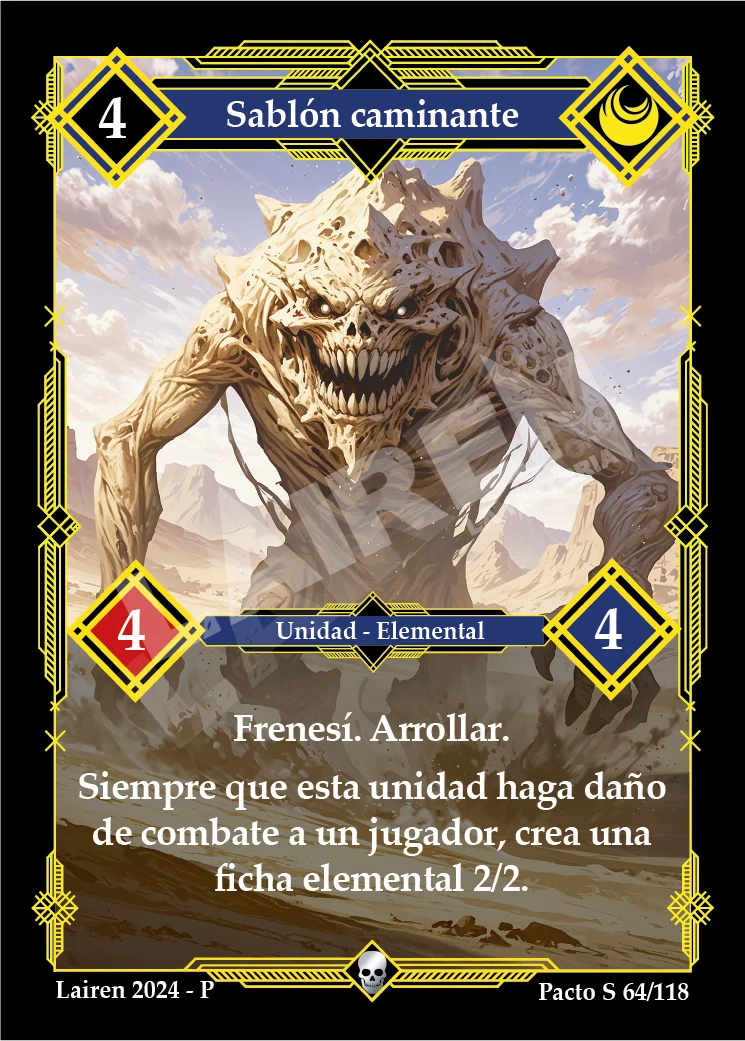 4 Sablón caminante
LAIREN
4 Unidad - Elemental 4
Frenesí. Arrollar.
Siempre que esta unidad haga daño
de combate a un jugador, crea una
ficha elemental 2/2.
Lairen 2024 - P Pacto S 64/118